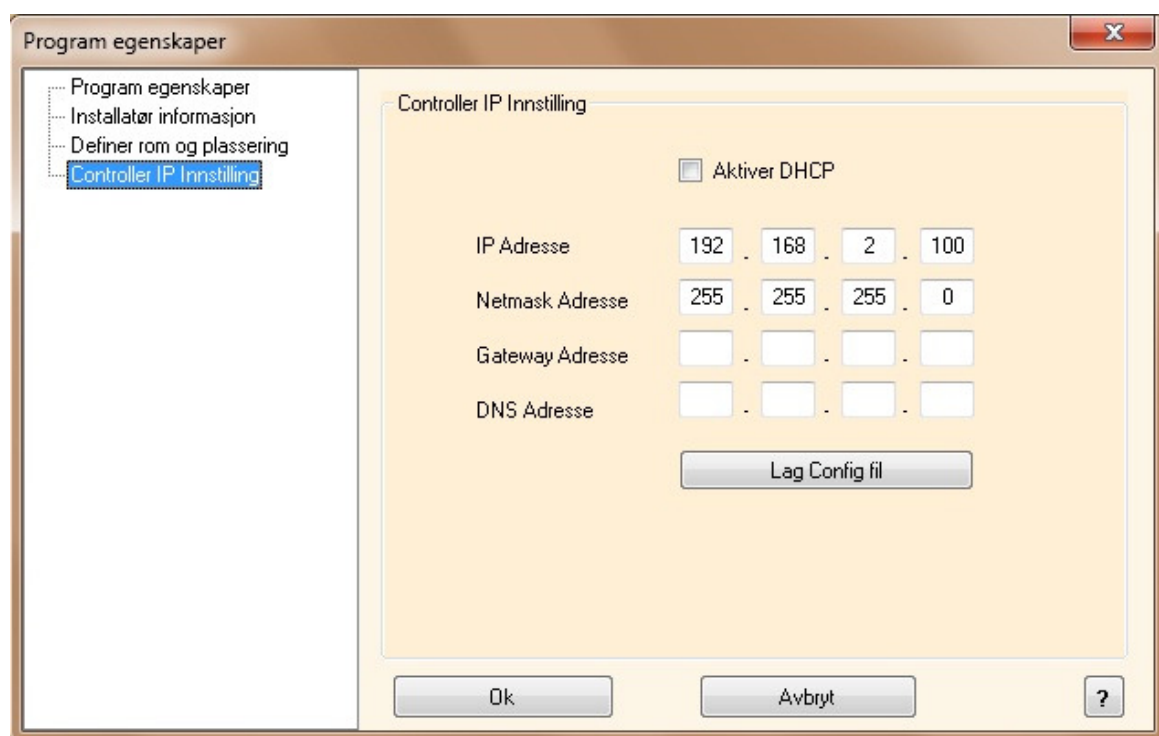 Program egenskaper
Program egenskaper
Installatør informasjon
Definer rom og plassering
Controller IP Innstilling
Controller IP Innstilling
Aktiver DHCP
IP Adresse 192 . 168 . 2 . 100
Netmask Adresse 255 . 255 . 255 . 0
Gateway Adresse . . .
DNS Adresse . . .
Lag Config fil
Ok Avbryt ?